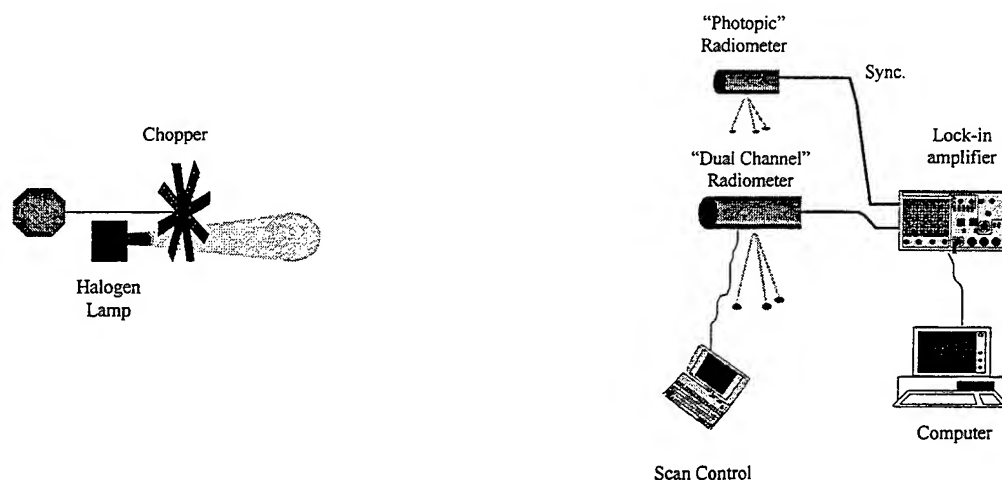 "Photopic"
Radiometer
Sync.
Chopper
Lock-in
amplifier
"Dual Channel"
Radiometer
Halogen
Lamp
Computer
Scan Control